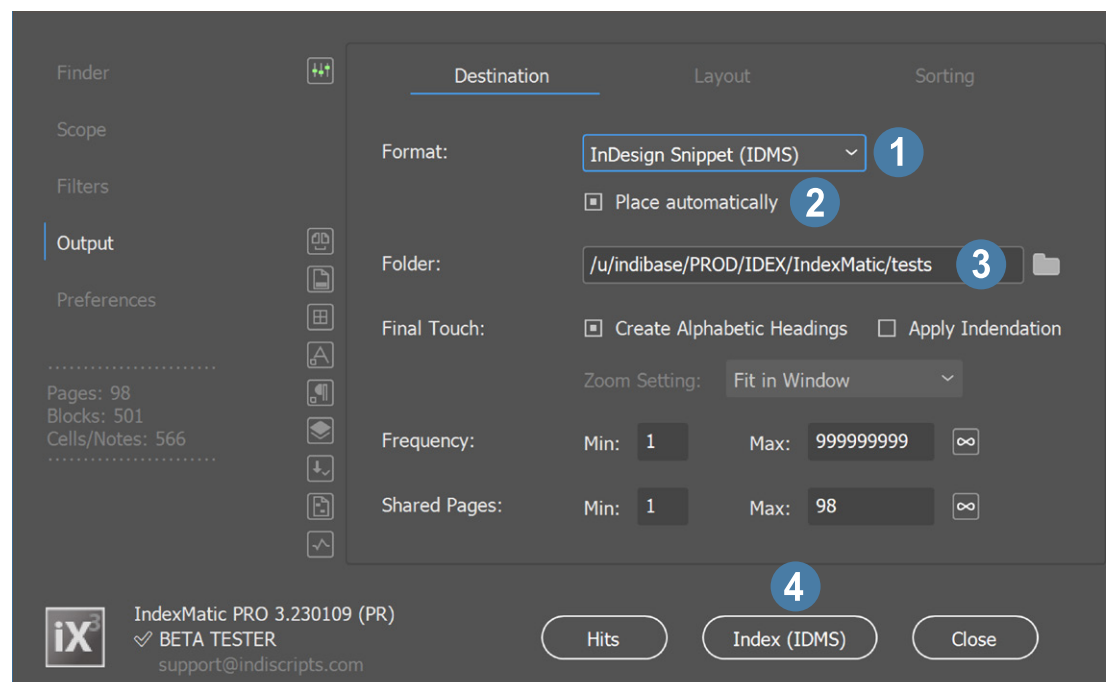 Finder
Scope
Filters
Output
Preferences
Pages: 98
Blocks: 501
Cells/Notes: 566
Destination Layout Sorting
Format: InDesign Snippet (IDMS) 1
Place automatically 2
Folder: /u/indibase/PROD/IDEX/IndexMatic/tests 3
Final Touch: Create Alphabetic Headings Apply Indendation
Zoom Setting: Fit in Window
Frequency: Min: 1 Max: 999999999 ∞
Shared Pages: Min: 1 Max: 98 ∞
4
iX3
IndexMatic PRO 3.230109 (PR)
BETA TESTER
support@indiscripts.com
Hits Index (IDMS) Close